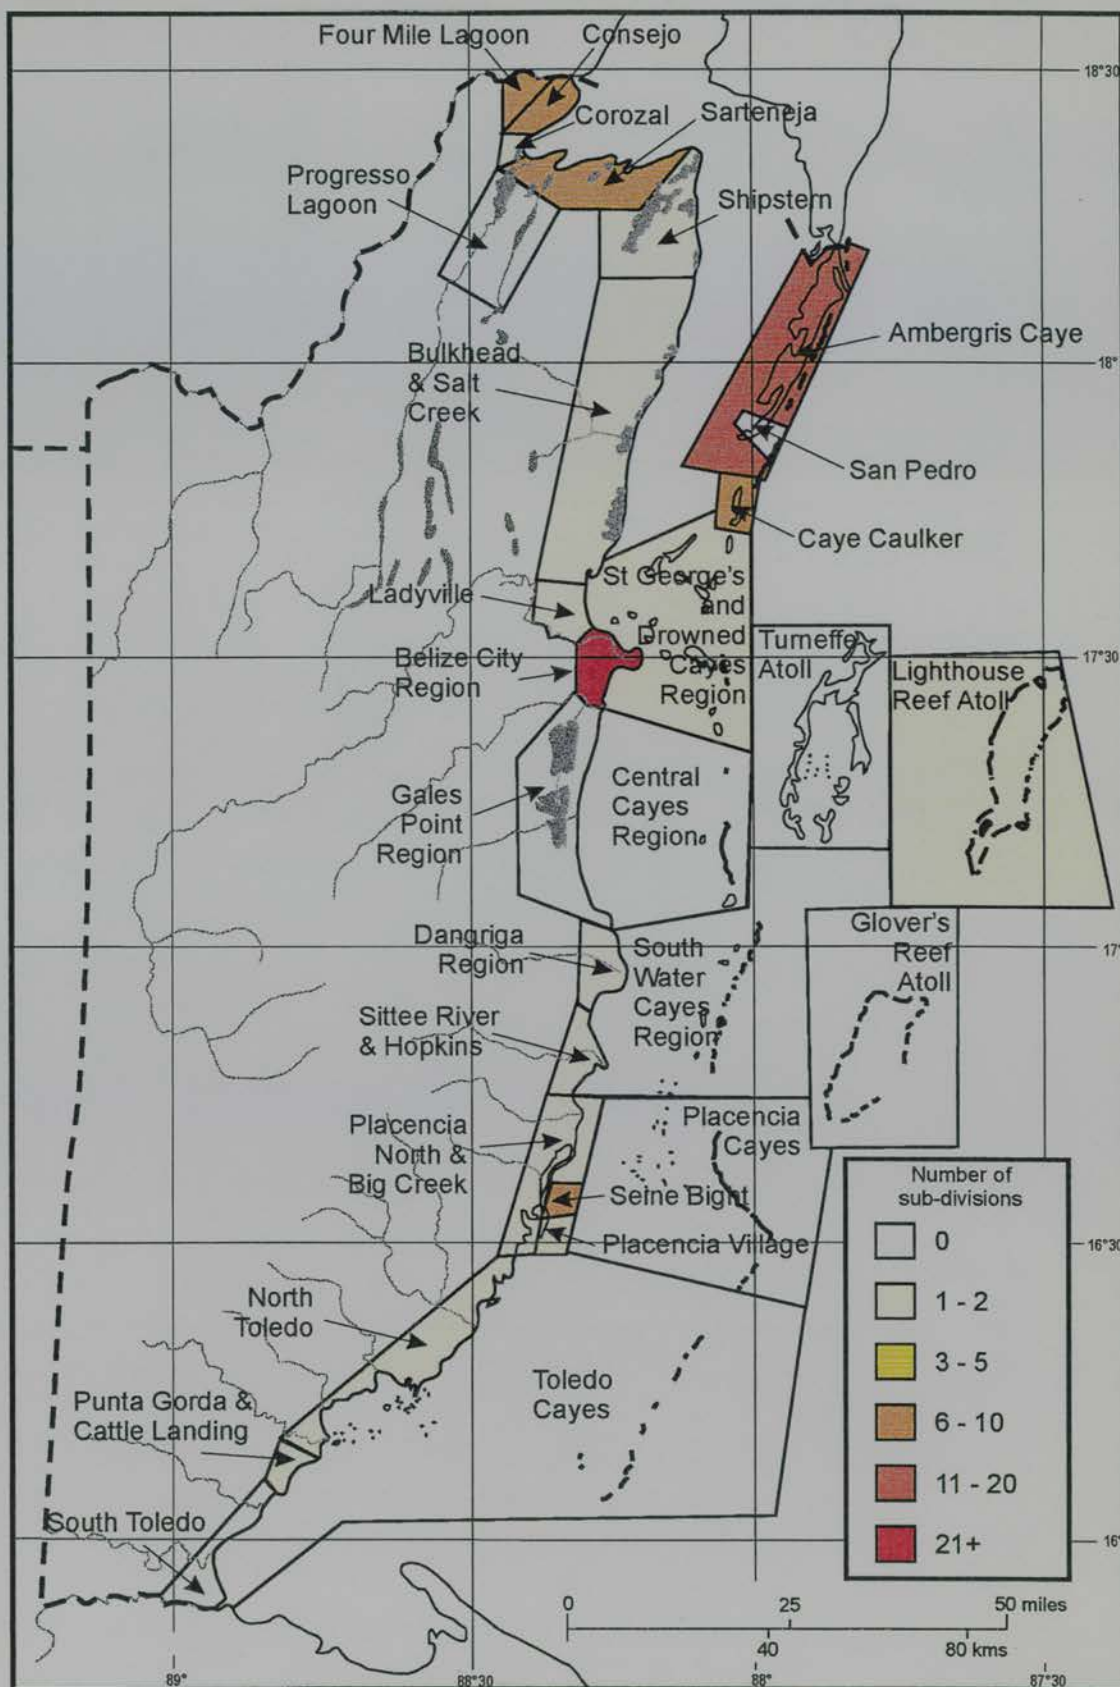 Four Mile Lagoon
Consejo
18°30
Corozal
Sarteneja
Progresso
Lagoon
Shipstern
Ambergris Caye
18°
Bulkhead
& Salt
Creek
San Pedro
Caye Caulker
Ladyville
St George's
and
Drowned
Cayes
Region
Turneffe
Atoll
17°30
Belize City
Region
Lighthouse
Reef Atoll
Central
Cayes
Region
Gales
Point
Region
Dangriga
Region
South
Water
Cayes
Region
Glover's
Reef
Atoll
17°
Sittee River
& Hopkins
Placencia
North &
Big Creek
Placencia
Cayes
Seine Bight
Placencia Village
16°30
North
Toledo
Toledo
Cayes
Punta Gorda &
Cattle Landing
South Toledo
16°
Number of
sub-divisions
0
1 - 2
3 - 5
6 - 10
11 - 20
21+
0 25 50 miles
40 80 kms
89° 88°30 88° 87°30